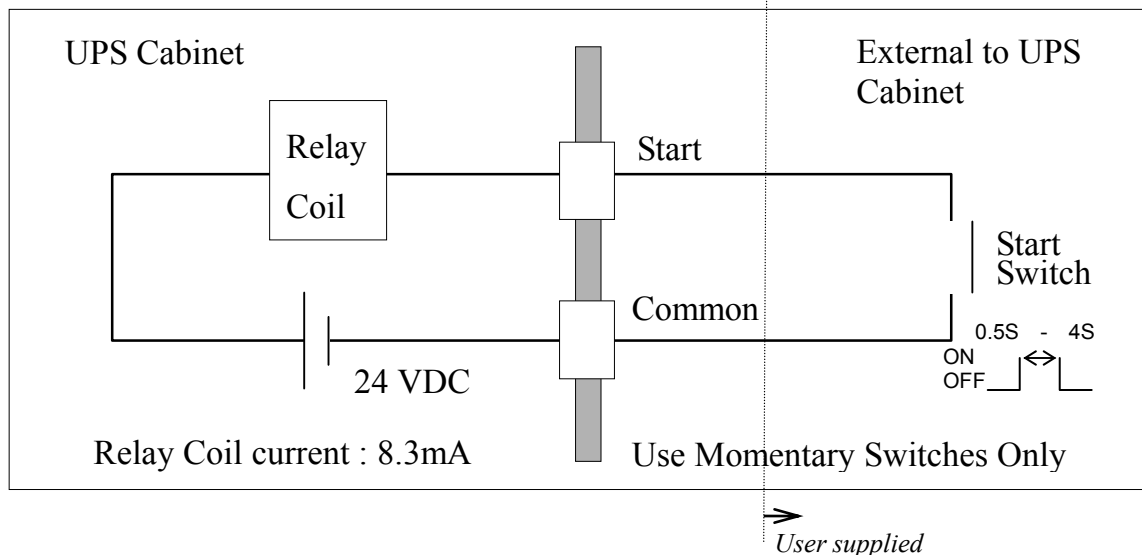 UPS Cabinet
External to UPS
Cabinet
Relay
Coil
Start
Start
Switch
Common
0.5S - 4S
ON
OFF
24 VDC
Relay Coil current : 8.3mA
Use Momentary Switches Only
User supplied